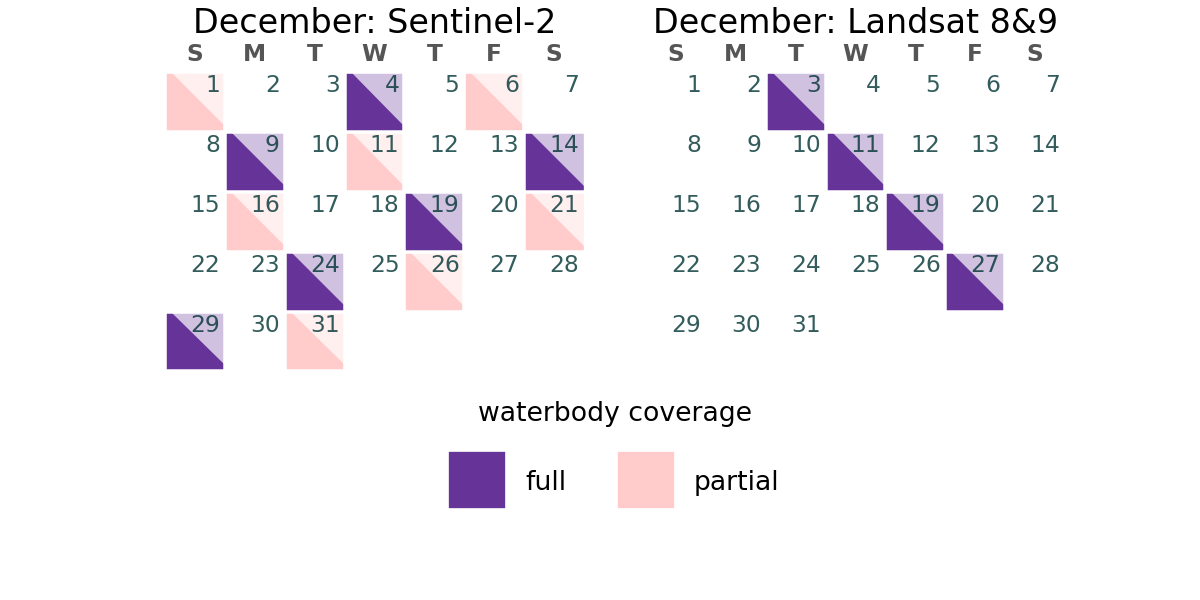 December: Sentinel-2
S M T W T F S
1 2 3 4 5 6 7
8 9 10 11 12 13 14
15 16 17 18 19 20 21
22 23 24 25 26 27 28
29 30 31
December: Landsat 8&9
S M T W T F S
1 2 3 4 5 6 7
8 9 10 11 12 13 14
15 16 17 18 19 20 21
22 23 24 25 26 27 28
29 30 31
waterbody coverage
full partial